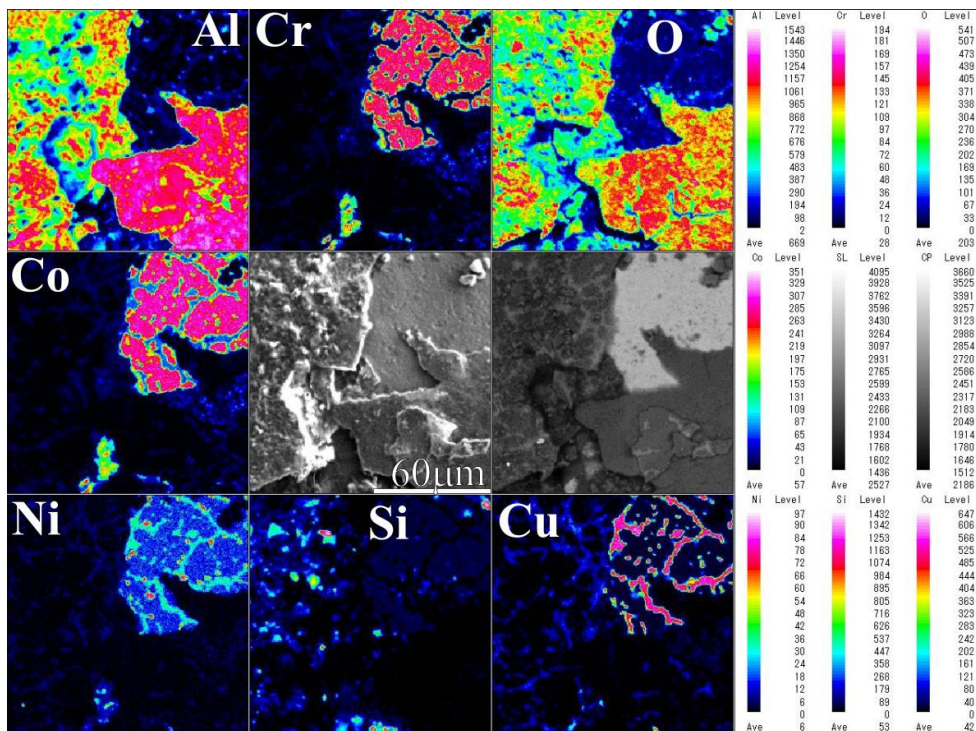 Al Cr O
Co
60µm
Ni Si Cu
Al Level Cr Level O Level
1543 194 541
1446 181 507
1350 169 473
1254 157 439
1157 145 405
1061 133 371
965 121 338
868 109 304
772 97 270
676 84 236
579 72 202
483 60 169
387 48 135
290 36 101
194 24 67
98 12 33
2 0 0
Ave 669 Ave 28 Ave 203
Co Level SL Level CP Level
351 4095 3660
329 3928 3525
307 3762 3391
285 3596 3257
263 3430 3123
241 3264 2988
219 3097 2854
197 2931 2720
175 2765 2586
153 2599 2451
131 2433 2317
109 2266 2183
87 2100 2049
65 1934 1914
43 1768 1780
21 1602 1646
0 1436 1512
Ave 57 Ave 2527 Ave 2186
Ni Level Si Level Cu Level
97 1432 647
90 1342 606
84 1253 566
78 1163 525
72 1074 485
66 984 444
60 895 404
54 805 363
48 716 323
42 626 283
36 537 242
30 447 202
24 358 161
18 268 121
12 179 80
6 89 40
0 0 0
Ave 6 Ave 53 Ave 42